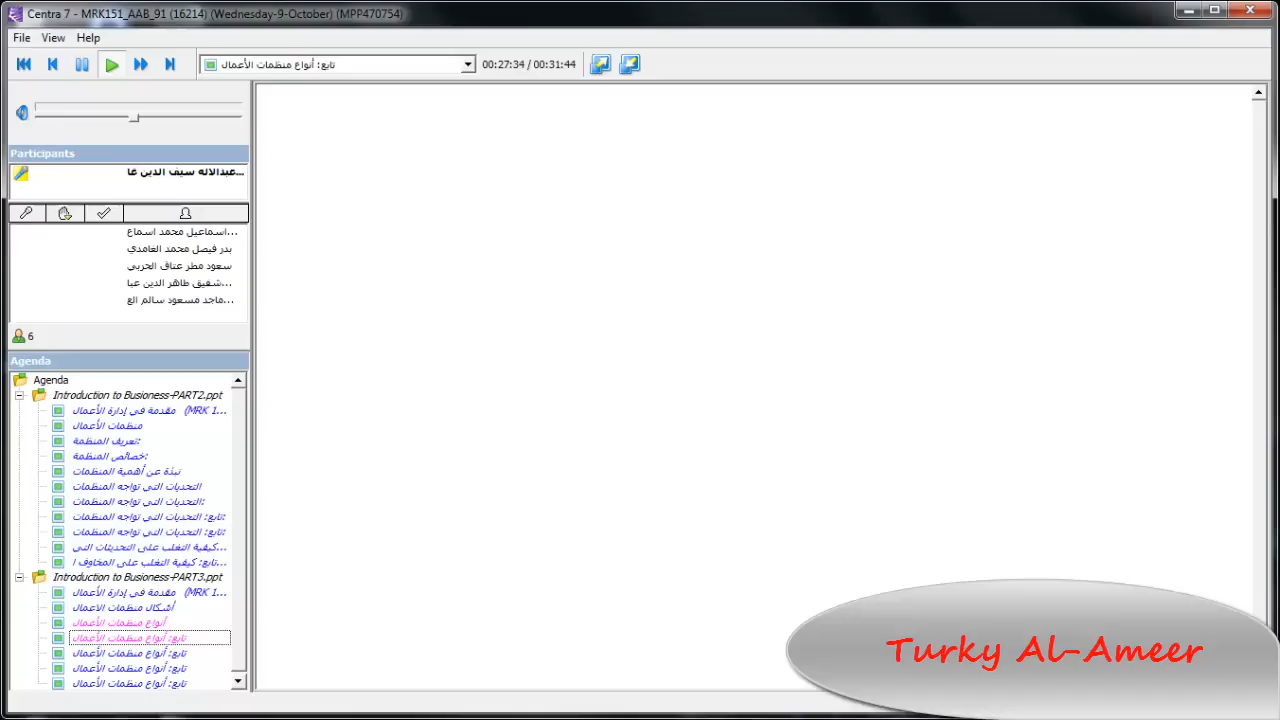 Centra 7 - MRK151_AAB_91 (16214) (Wednesday-9-October) (MPP470754)
File View Help
تابع: أنواع منظمات الأعمال
00:27:34 / 00:31:44
Participants
عبدالاله سيف الدين عا...
اسماعيل محمد اسماع...
بدر فيصل محمد الغامدي
سعود مطر عتاق الحربي
شفيق طاهر الدين عبا...
ماجد مسعود سالم الع...
6
Agenda
Agenda
Introduction to Busioness-PART2.ppt
مقدمة في إدارة الأعمال (MRK 1...
منظمات الأعمال
تعريف المنظمة:
خصائص المنظمة:
نبذة عن أهمية المنظمات
التحديات التي تواجه المنظمات
التحديات التي تواجه المنظمات:
تابع: التحديات التي تواجه المنظمات:
تابع: التحديات التي تواجه المنظمات:
كيفية التغلب على التحديثات التي...
تابع: كيفية التغلب على المخاوف ا...
Introduction to Busioness-PART3.ppt
مقدمة في إدارة الأعمال (MRK 1...
أشكال منظمات الاعمال
أنواع منظمات الأعمال
تابع: أنواع منظمات الأعمال
تابع: أنواع منظمات الأعمال
تابع: أنواع منظمات الأعمال
تابع: أنواع منظمات الأعمال
Turky Al-Ameer